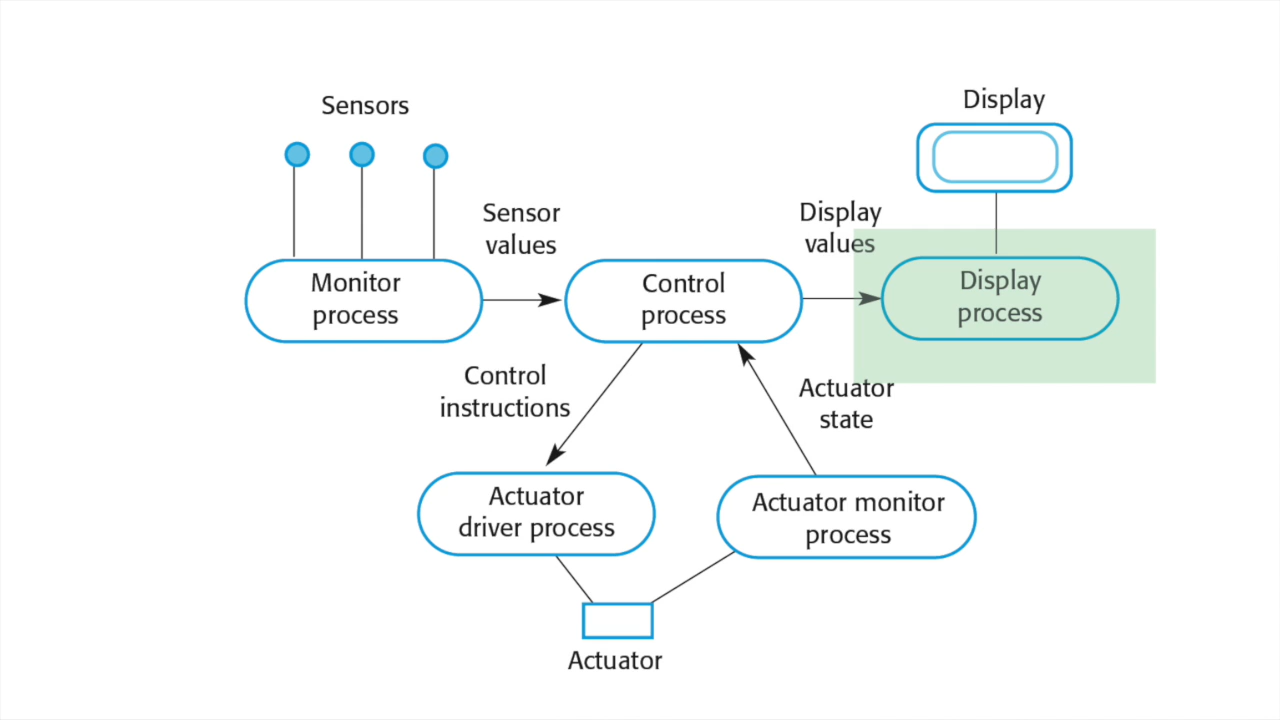 Sensors
Display
Sensor
values
Display
values
Monitor
process
Control
process
Display
process
Control
instructions
Actuator
state
Actuator
driver process
Actuator monitor
process
Actuator